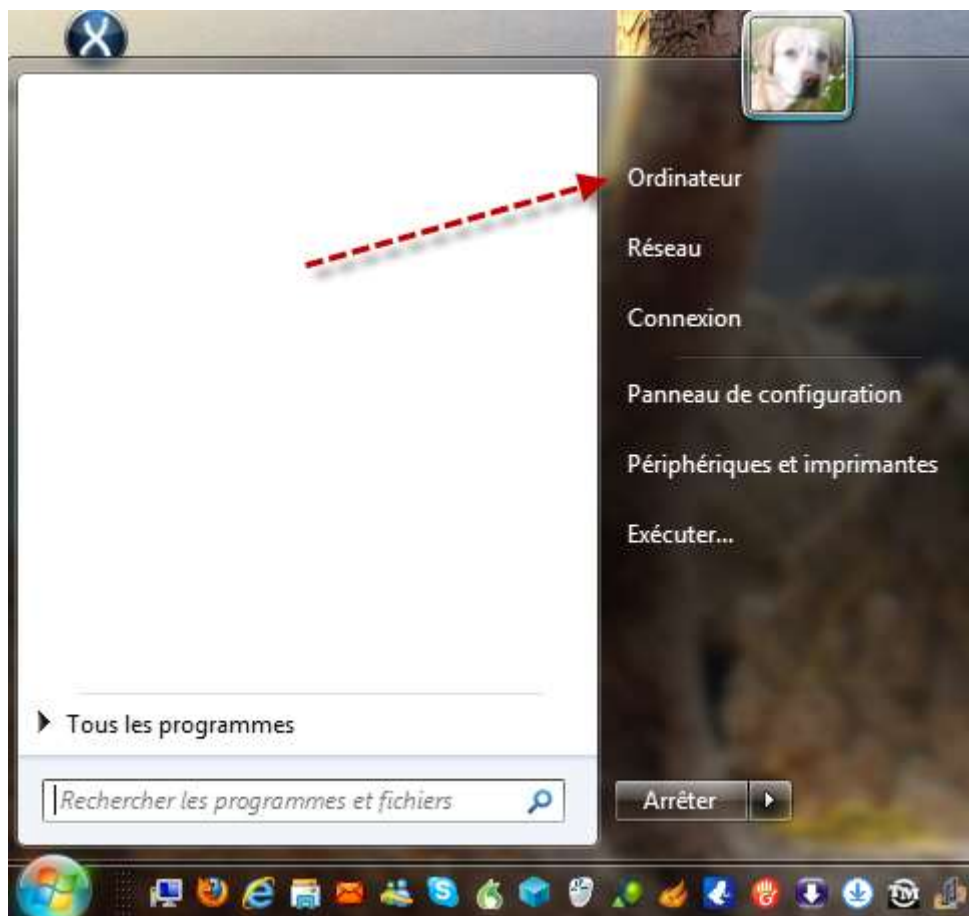 Ordinateur
Réseau
Connexion
Panneau de configuration
Périphériques et imprimantes
Exécuter...
Tous les programmes
Rechercher les programmes et fichiers
Arrêter
TM